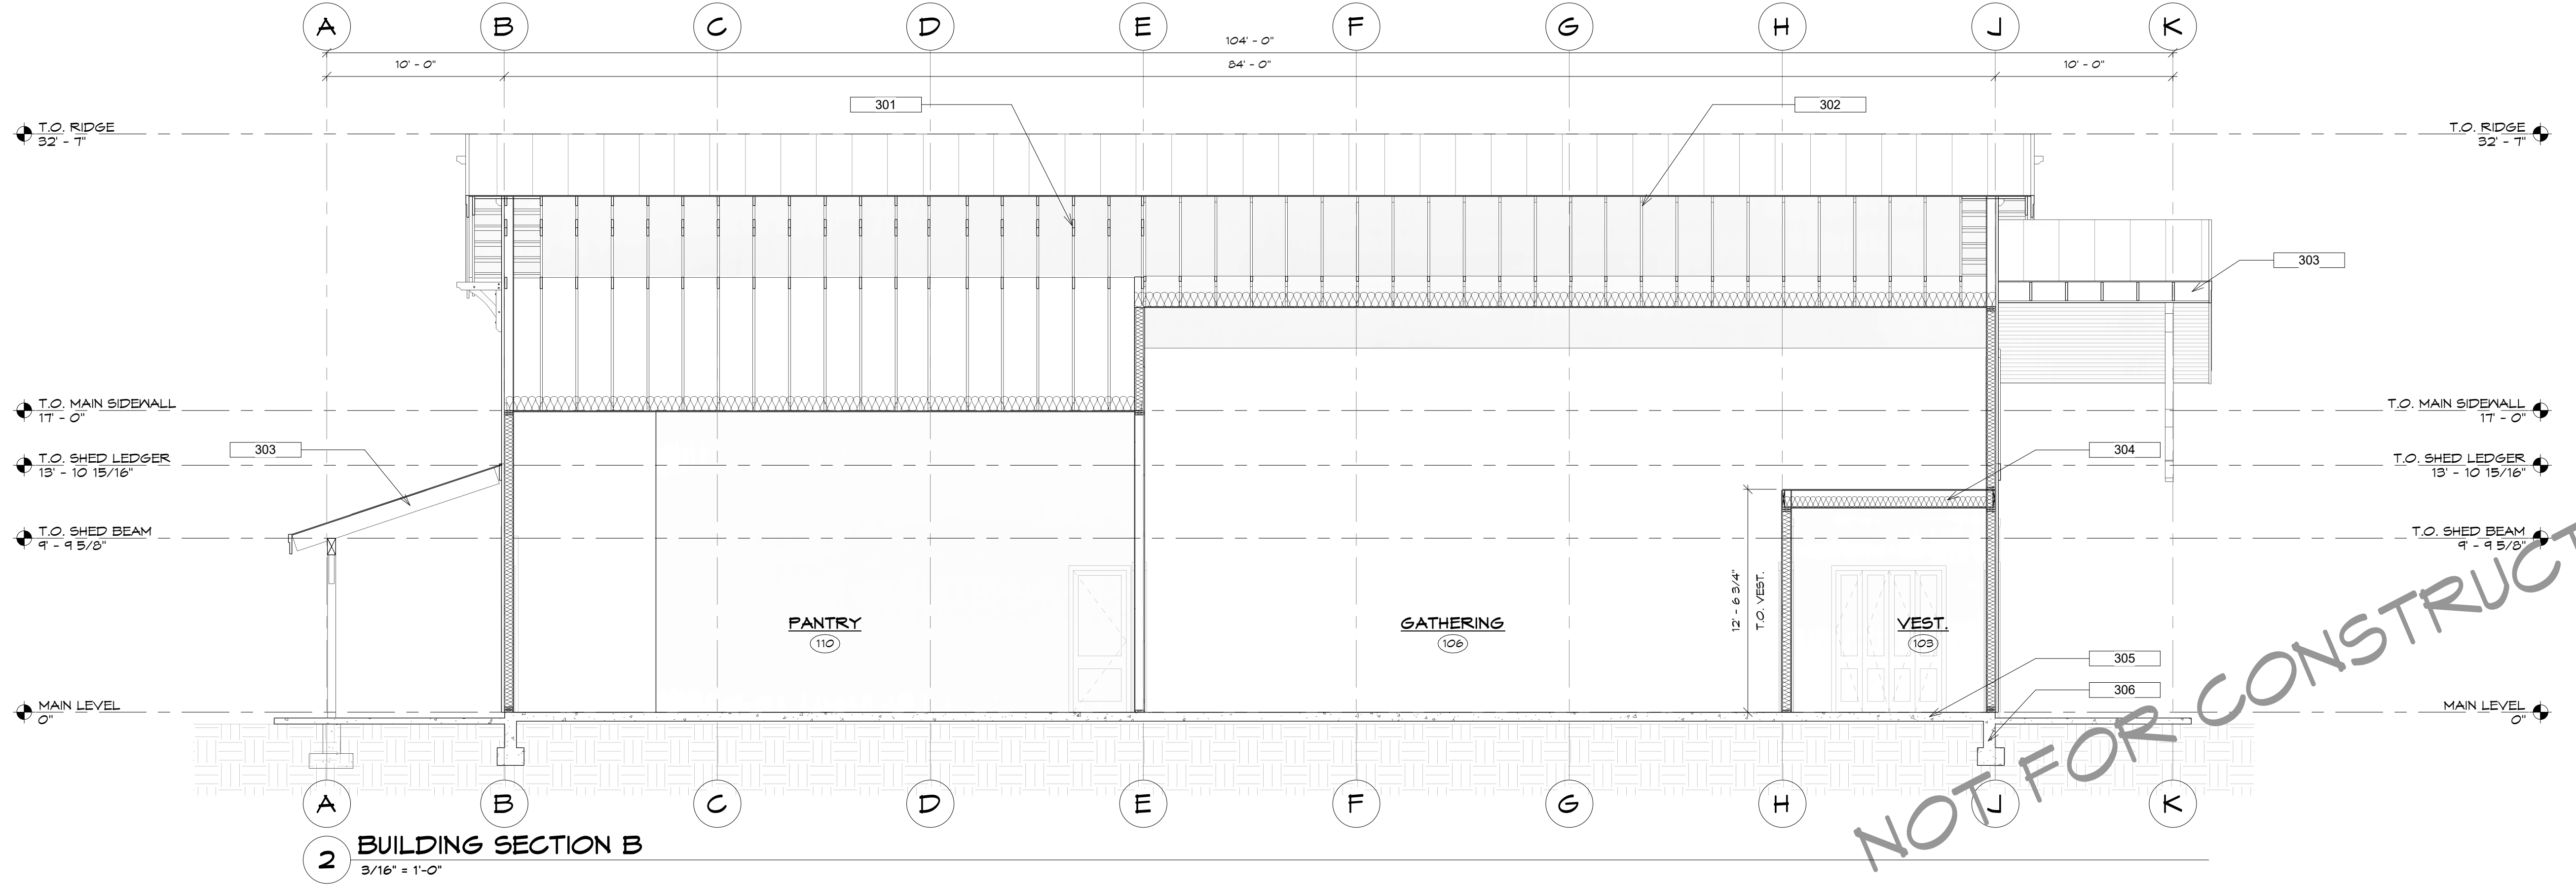 A B C D E F G H J K
104' - 0"
10' - 0" 84' - 0" 10' - 0"
301 302
T.O. RIDGE T.O. RIDGE
32' - 7" 32' - 7"
303
T.O. MAIN SIDEWALL T.O. MAIN SIDEWALL
17' - 0" 17' - 0"
303 304
T.O. SHED LEDGER T.O. SHED LEDGER
13' - 10 15/16" 13' - 10 15/16"
T.O. SHED BEAM T.O. SHED BEAM
9' - 9 5/8" 9' - 9 5/8"
12' - 6 3/4"
T.O. VEST.
PANTRY GATHERING VEST.
110 106 103
305
306
MAIN LEVEL MAIN LEVEL
0" 0"
A B C D E F G H J K
NOT FOR CONSTRUCT
2 BUILDING SECTION B
3/16" = 1'-0"